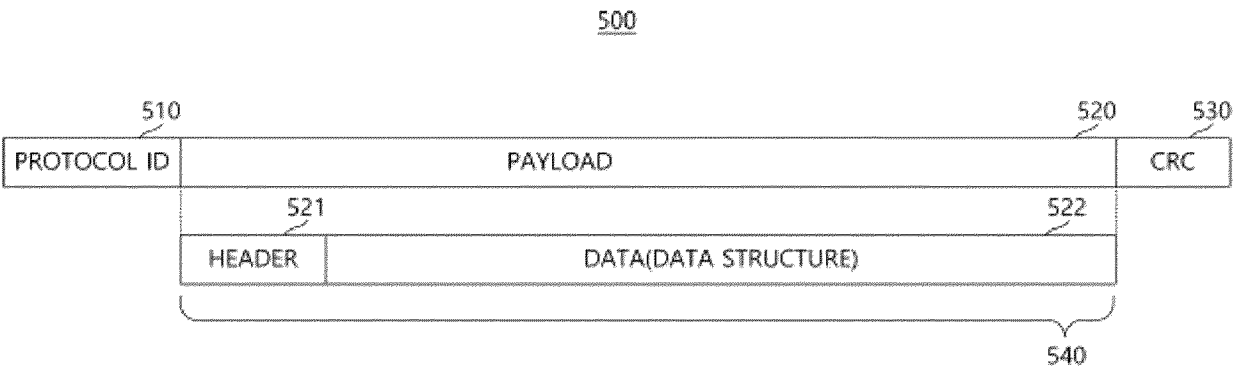 500
510 520 530
PROTOCOL ID PAYLOAD CRC
521 522
HEADER DATA(DATA STRUCTURE)
540